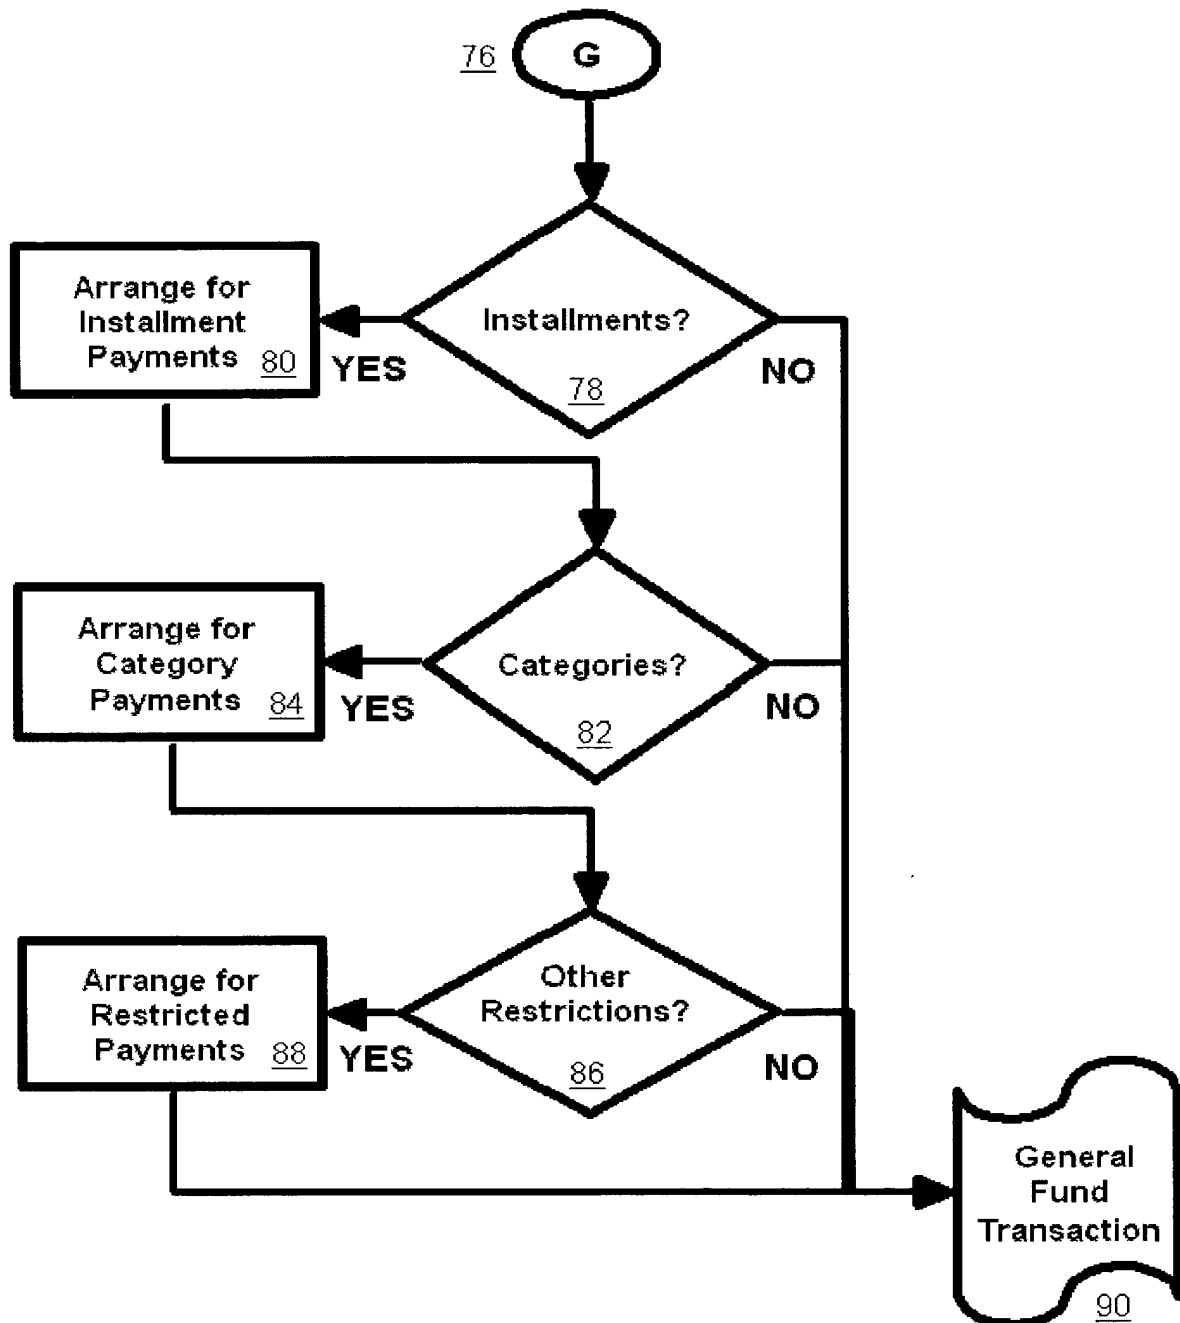 76
G
Arrange for
Installment
Payments
80
YES
Installments?
78
NO
Arrange for
Category
Payments
84
YES
Categories?
82
NO
Arrange for
Restricted
Payments
88
YES
Other
Restrictions?
86
NO
General
Fund
Transaction
90